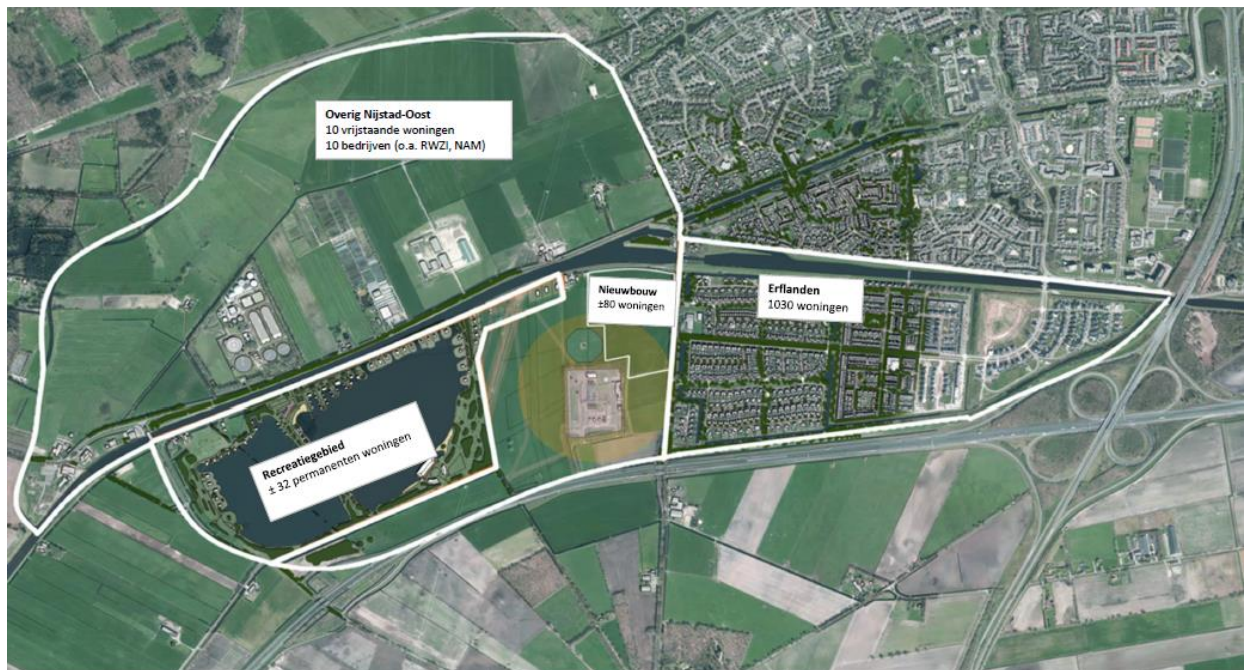 Overig Nijstad-Oost
10 vrijstaande woningen
10 bedrijven (o.a. RWZI, NAM)
Nieuwbouw
±80 woningen
Erflanden
1030 woningen
Recreatiegebied
± 32 permanenten woningen